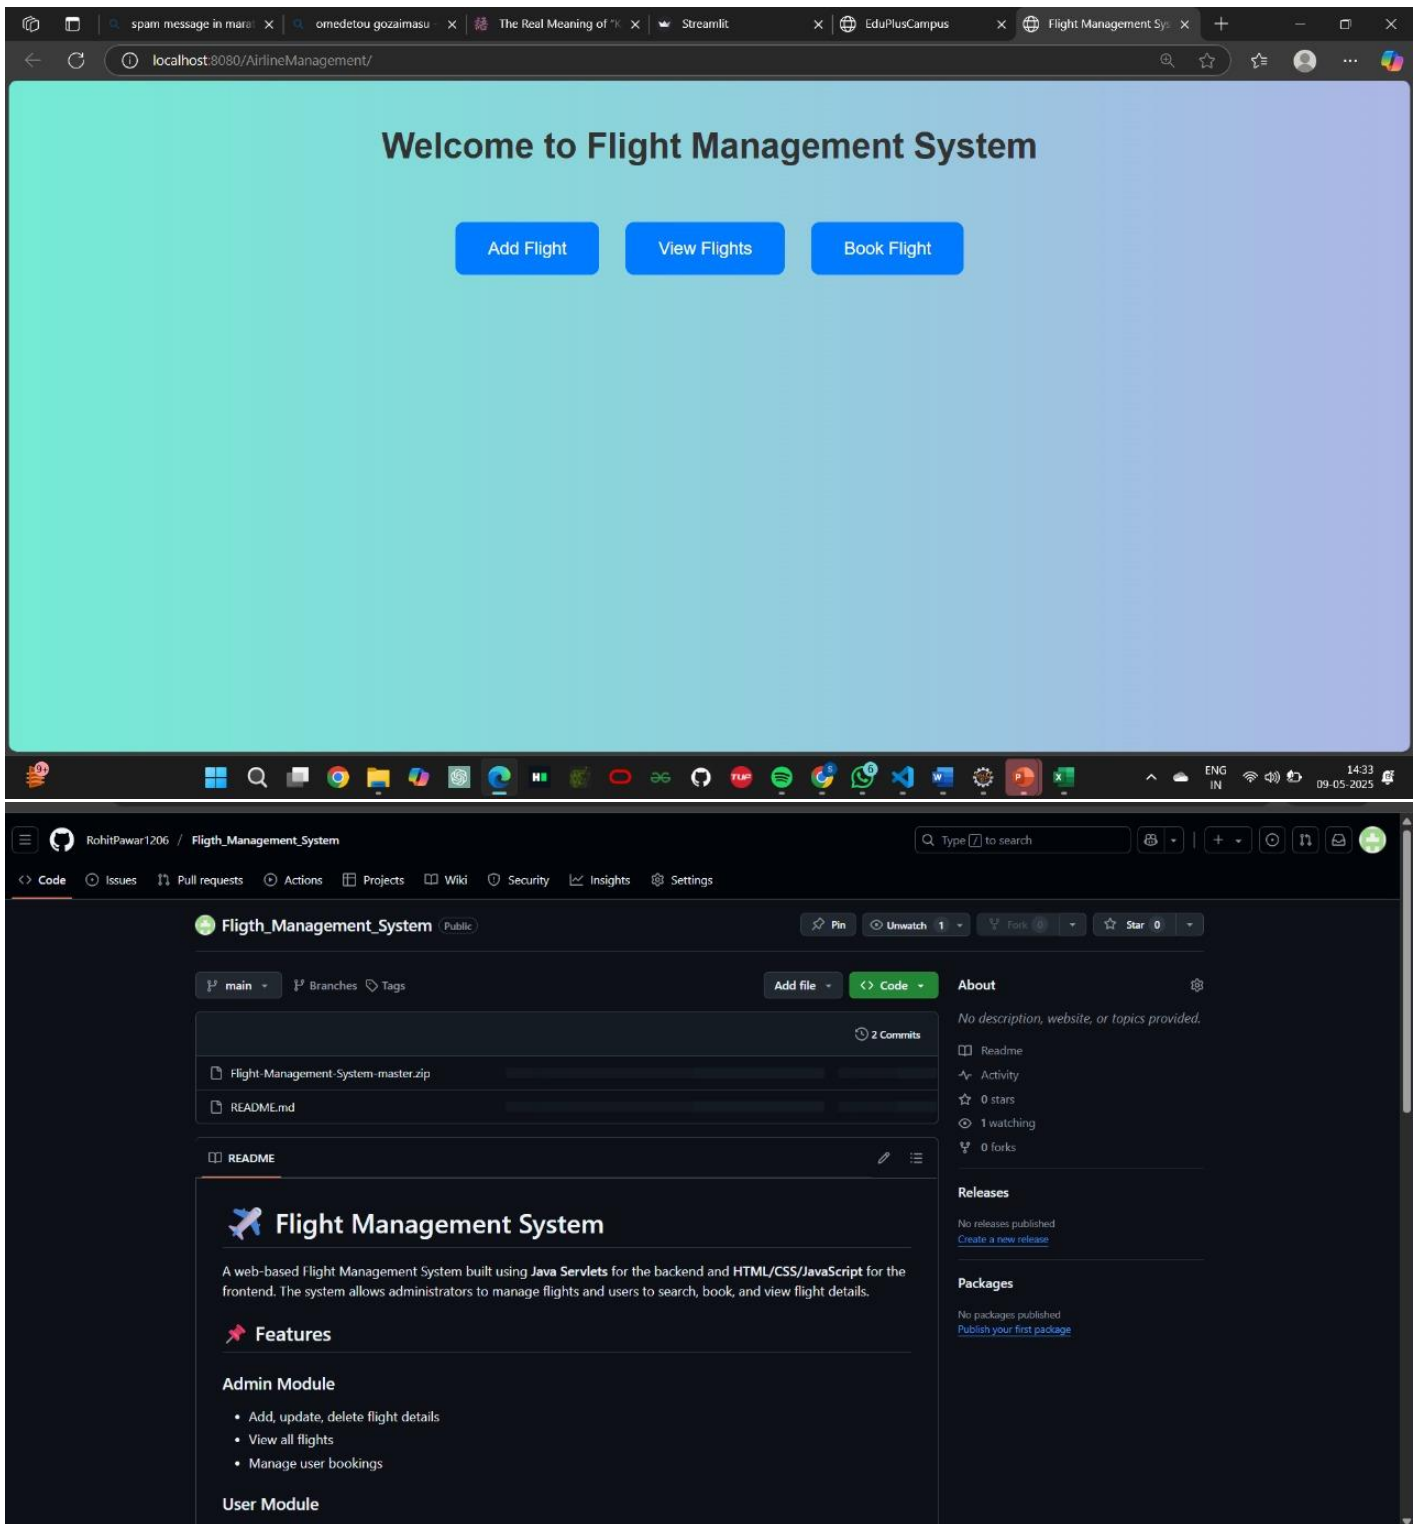 spam message in mara
omedetou gozaimasu -
The Real Meaning of "K
Streamlit
EduPlusCampus
Flight Management Sys
localhost:8080/AirlineManagement/
Welcome to Flight Management System
Add Flight
View Flights
Book Flight
9+
TUF
S
6
ENG
IN
14:33
09-05-2025
RohitPawar1206 / Fligth_Management_System
Type / to search
Code
Issues
Pull requests
Actions
Projects
Wiki
Security
Insights
Settings
Fligth_Management_System Public
Pin
Unwatch 1
Fork 0
Star 0
main
Branches
Tags
Add file
Code
2 Commits
Flight-Management-System-master.zip
README.md
README
Flight Management System
A web-based Flight Management System built using Java Servlets for the backend and HTML/CSS/JavaScript for the
frontend. The system allows administrators to manage flights and users to search, book, and view flight details.
Features
Admin Module
• Add, update, delete flight details
• View all flights
• Manage user bookings
User Module
About
No description, website, or topics provided.
Readme
Activity
0 stars
1 watching
0 forks
Releases
No releases published
Create a new release
Packages
No packages published
Publish your first package